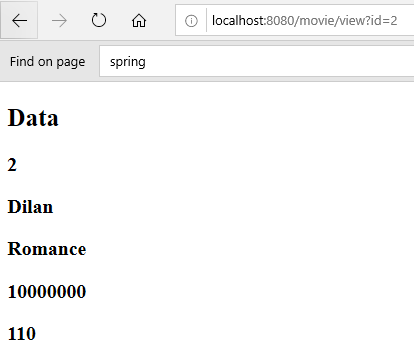 localhost:8080/movie/view?id=2
Find on page spring
Data
2
Dilan
Romance
10000000
110